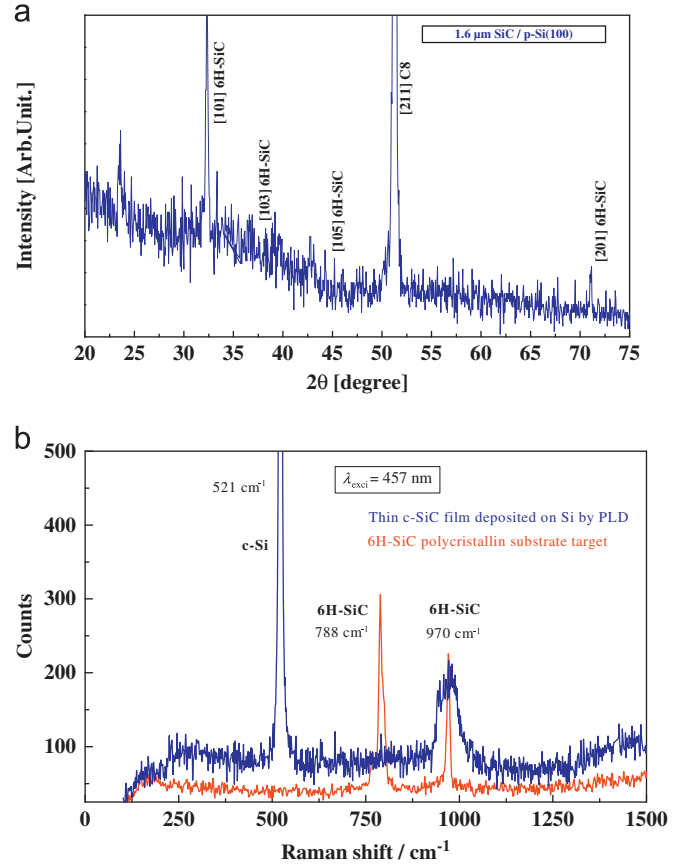 a
1.6 µm SiC / p-Si(100)
[101] 6H-SiC
[103] 6H-SiC
[105] 6H-SiC
[211] C8
[201] 6H-SiC
Intensity [Arb.Unit.]
20 25 30 35 40 45 50 55 60 65 70 75
2θ [degree]
b
500
400
300
200
100
Counts
521 cm⁻¹
λexci = 457 nm
Thin c-SiC film deposited on Si by PLD
6H-SiC polycristallin substrate target
c-Si
6H-SiC
788 cm⁻¹
6H-SiC
970 cm⁻¹
0 250 500 750 1000 1250 1500
Raman shift / cm⁻¹